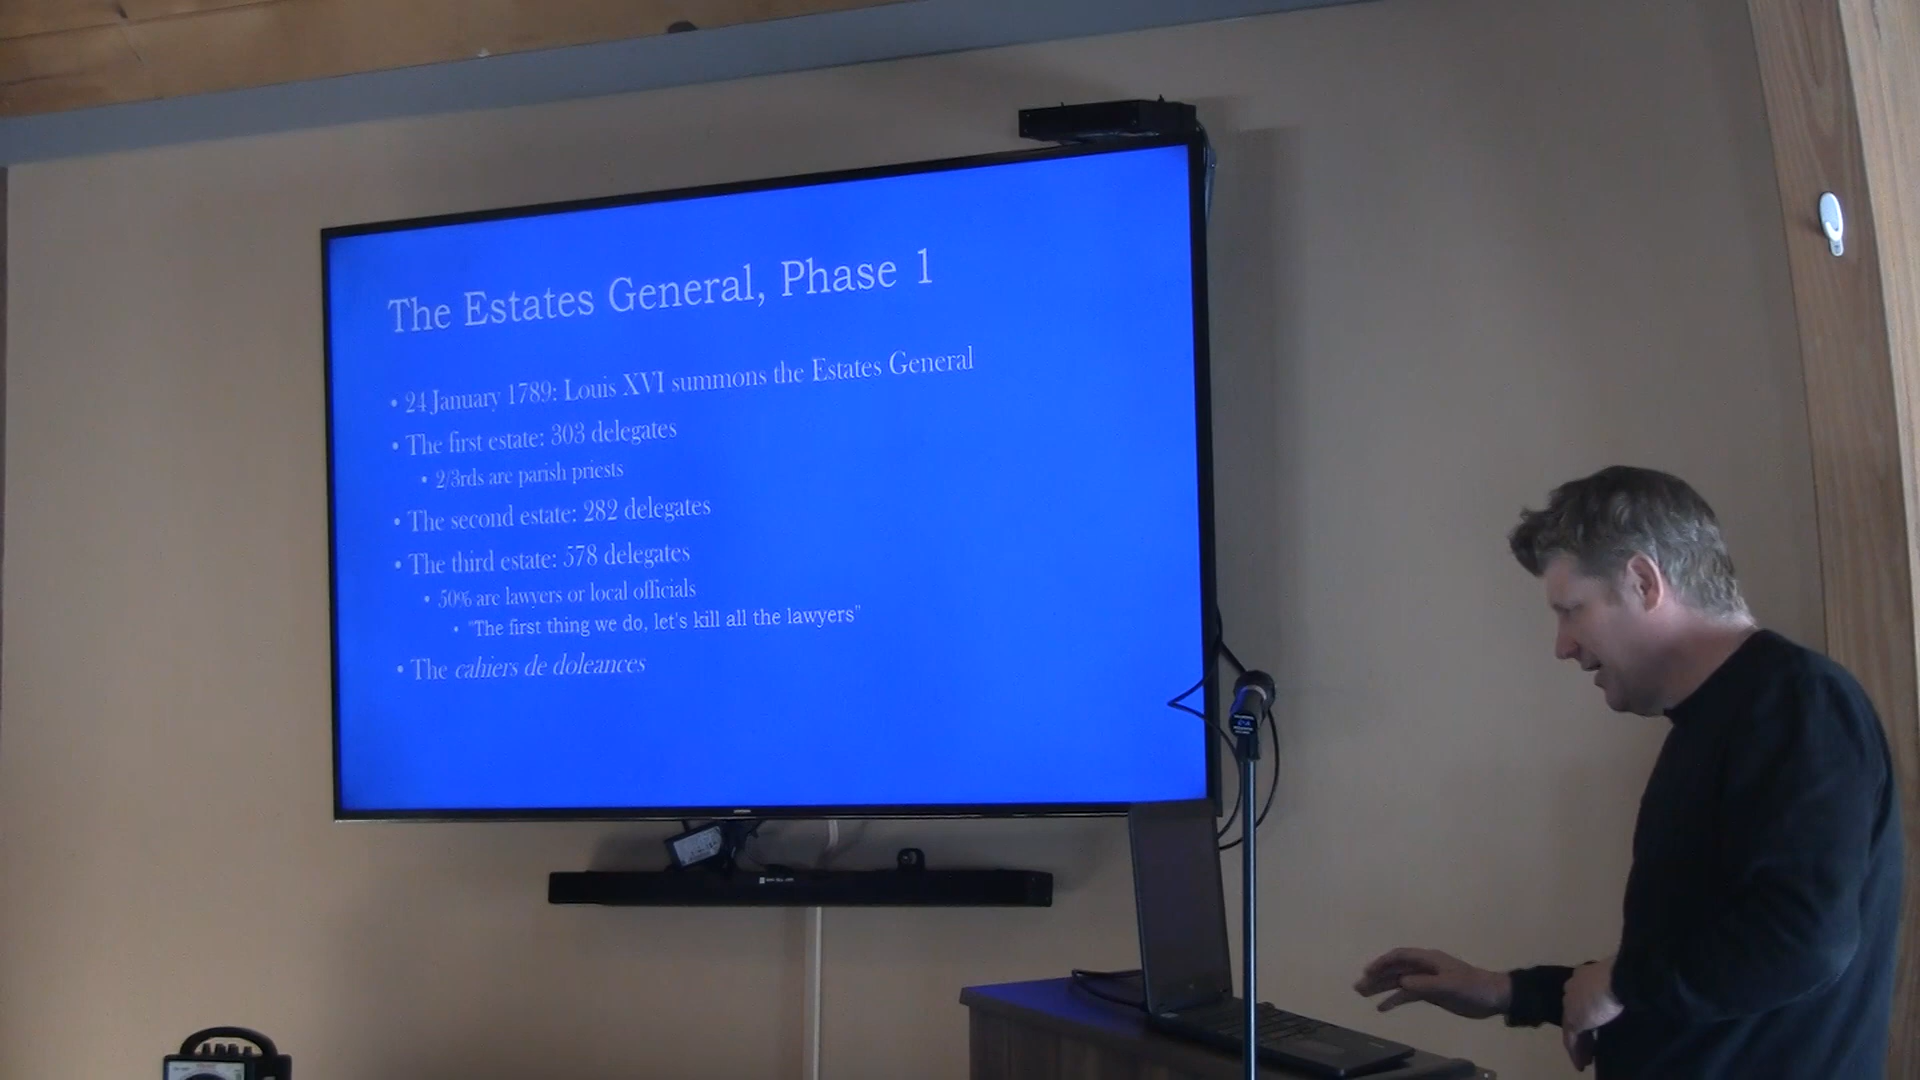 The Estates General, Phase 1
• 24 January 1789: Louis XVI summons the Estates General
• The first estate: 303 delegates
• 2/3rds are parish priests
• The second estate: 282 delegates
• The third estate: 578 delegates
• 50% are lawyers or local officials
• "The first thing we do, let's kill all the lawyers"
• The cahiers de doleances